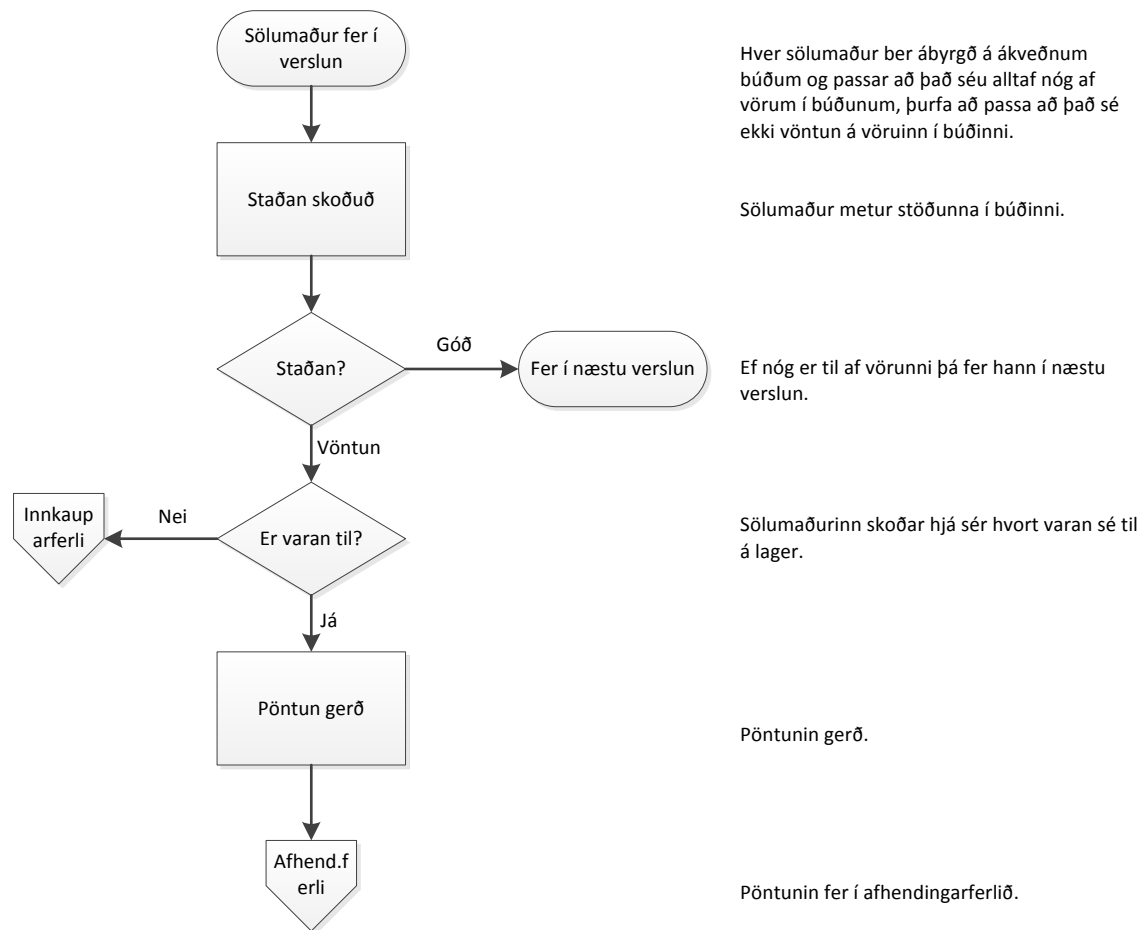 Sölumaður fer í
verslun
Hver sölumaður ber ábyrgð á ákveðnum
búðum og passar að það séu alltaf nóg af
vörum í búðunum, þurfa að passa að það sé
ekki vöntun á vöruinn í búðinni.
Staðan skoðuð
Sölumaður metur stöðunna í búðinni.
Staðan?
Góð
Fer í næstu verslun
Ef nóg er til af vörunni þá fer hann í næstu
verslun.
Vöntun
Innkaup
arferli
Nei
Er varan til?
Sölumaðurinn skoðar hjá sér hvort varan sé til
á lager.
Já
Pöntun gerð
Pöntunin gerð.
Afhend.f
erli
Pöntunin fer í afhendingarferlið.